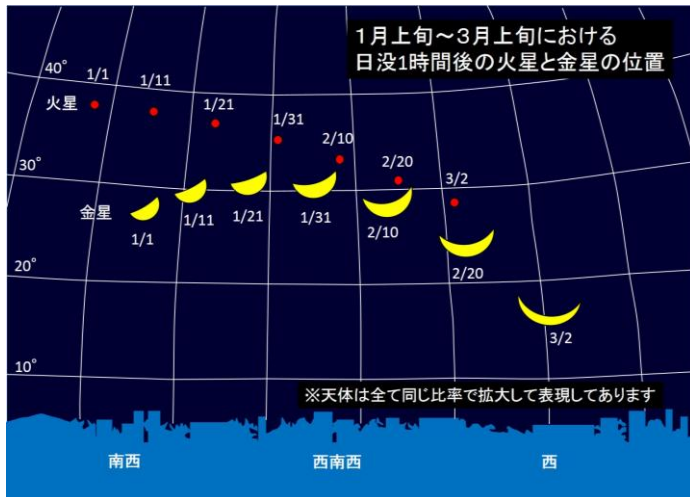 1月上旬~3月上旬における
日没1時間後の火星と金星の位置
40°
1/1
1/11
1/21
1/31
2/10
2/20
3/2
火星
30°
金星
1/1
1/11
1/21
1/31
2/10
2/20
3/2
20°
10°
※天体は全て同じ比率で拡大して表現してあります
南西
西南西
西